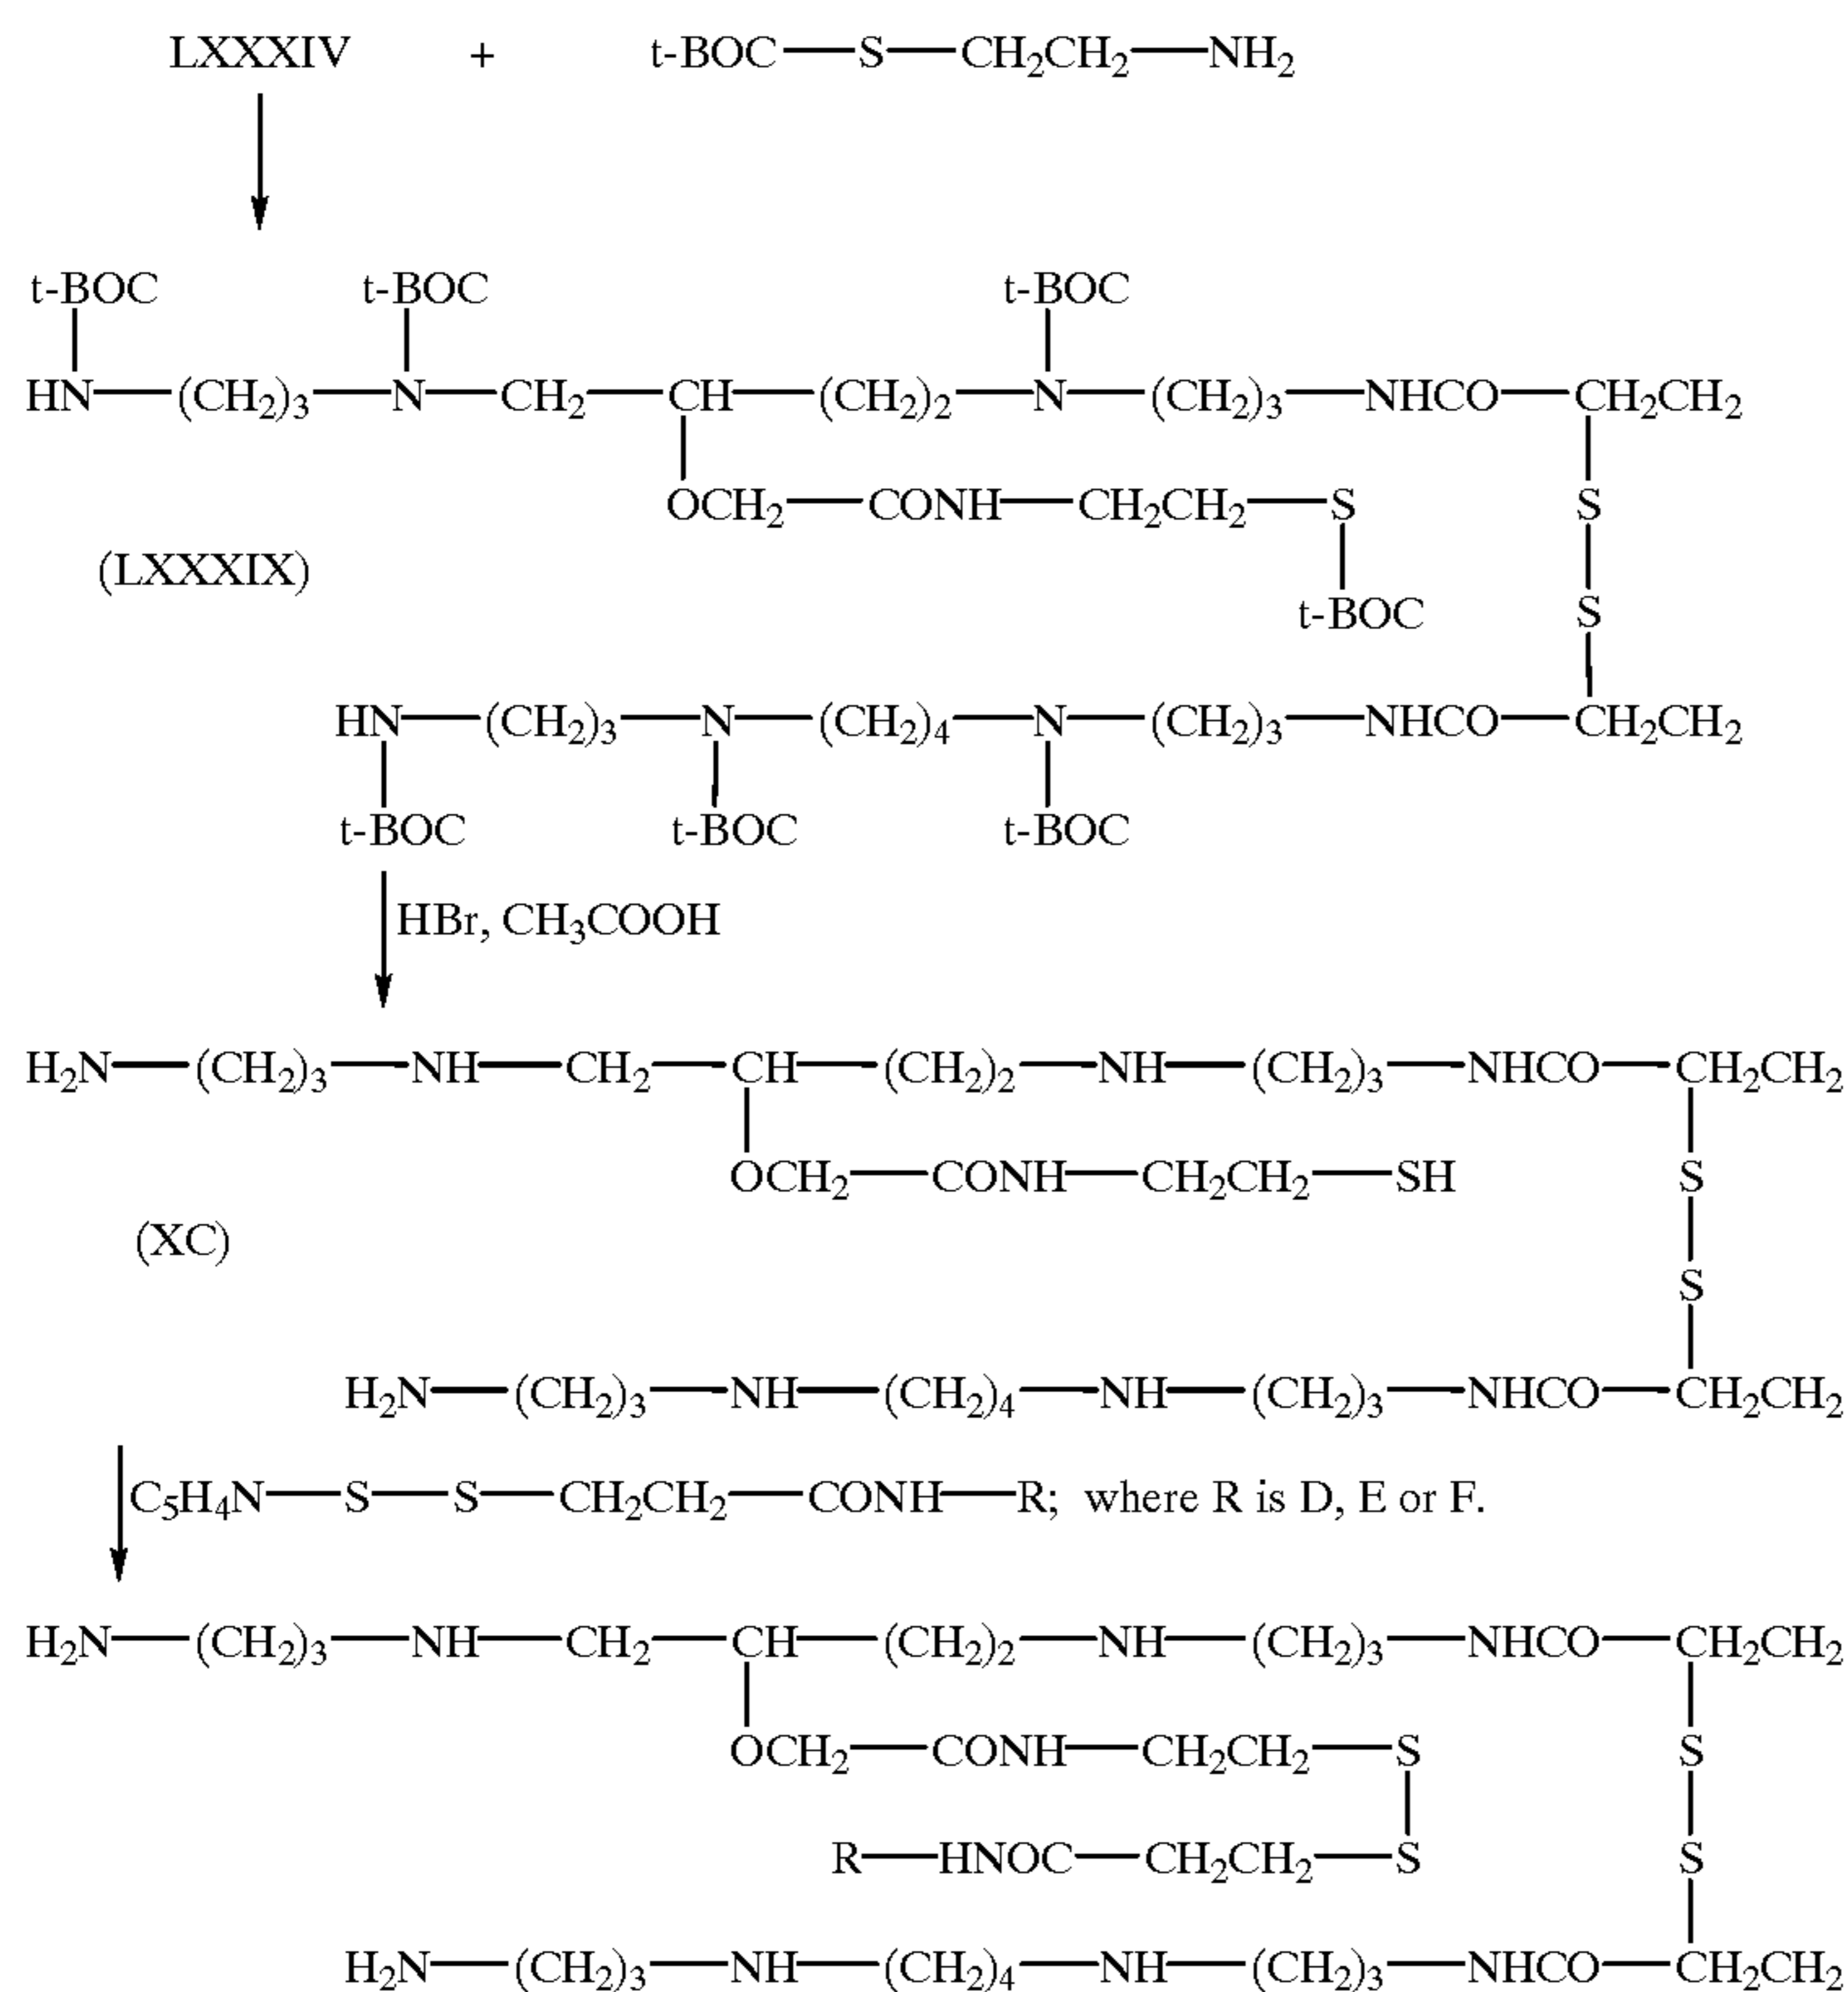 LXXXIV + t-BOC—S—CH₂CH₂—NH₂
t-BOC t-BOC t-BOC
HN—(CH₂)₃—N—CH₂—CH—(CH₂)₂—N—(CH₂)₃—NHCO—CH₂CH₂
OCH₂—CONH—CH₂CH₂—S S
(LXXXIX)
t-BOC S
HN—(CH₂)₃—N—(CH₂)₄—N—(CH₂)₃—NHCO—CH₂CH₂
t-BOC t-BOC t-BOC
HBr, CH₃COOH
H₂N—(CH₂)₃—NH—CH₂—CH—(CH₂)₂—NH—(CH₂)₃—NHCO—CH₂CH₂
OCH₂—CONH—CH₂CH₂—SH S
(XC)
S
H₂N—(CH₂)₃—NH—(CH₂)₄—NH—(CH₂)₃—NHCO—CH₂CH₂
C₅H₄N—S—S—CH₂CH₂—CONH—R; where R is D, E or F.
H₂N—(CH₂)₃—NH—CH₂—CH—(CH₂)₂—NH—(CH₂)₃—NHCO—CH₂CH₂
OCH₂—CONH—CH₂CH₂—S S
R—HNOC—CH₂CH₂—S S
H₂N—(CH₂)₃—NH—(CH₂)₄—NH—(CH₂)₃—NHCO—CH₂CH₂